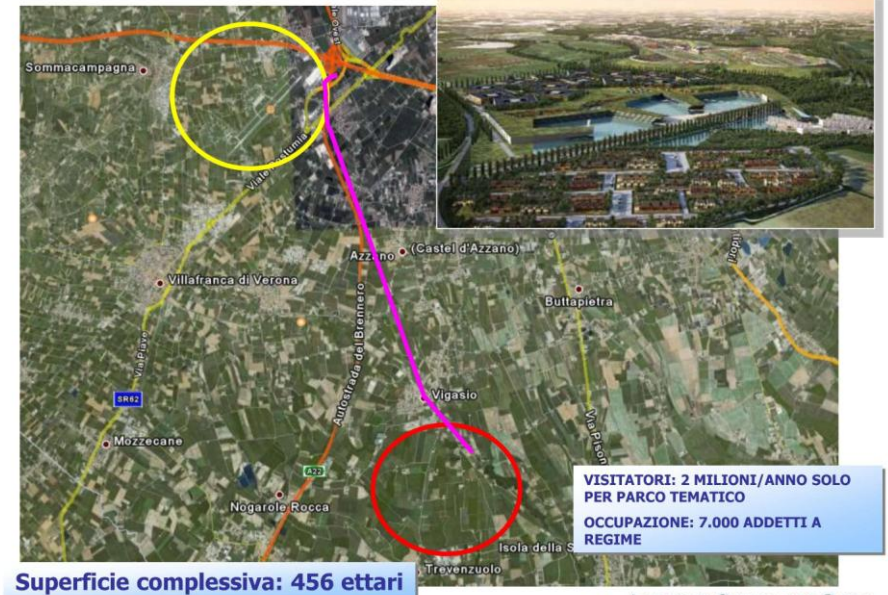 Sommacampagna
Viale Postumia
Azzano
(Castel d'Azzano)
Villafranca di Verona
Buttapietra
Autostrada del Brennero
Via Piave
SR62
Vigasio
Mozzecane
A22
Nogarole Rocca
Isola della S
Trevenzuolo
VISITATORI: 2 MILIONI/ANNO SOLO
PER PARCO TEMATICO
OCCUPAZIONE: 7.000 ADDETTI A
REGIME
Superficie complessiva: 456 ettari